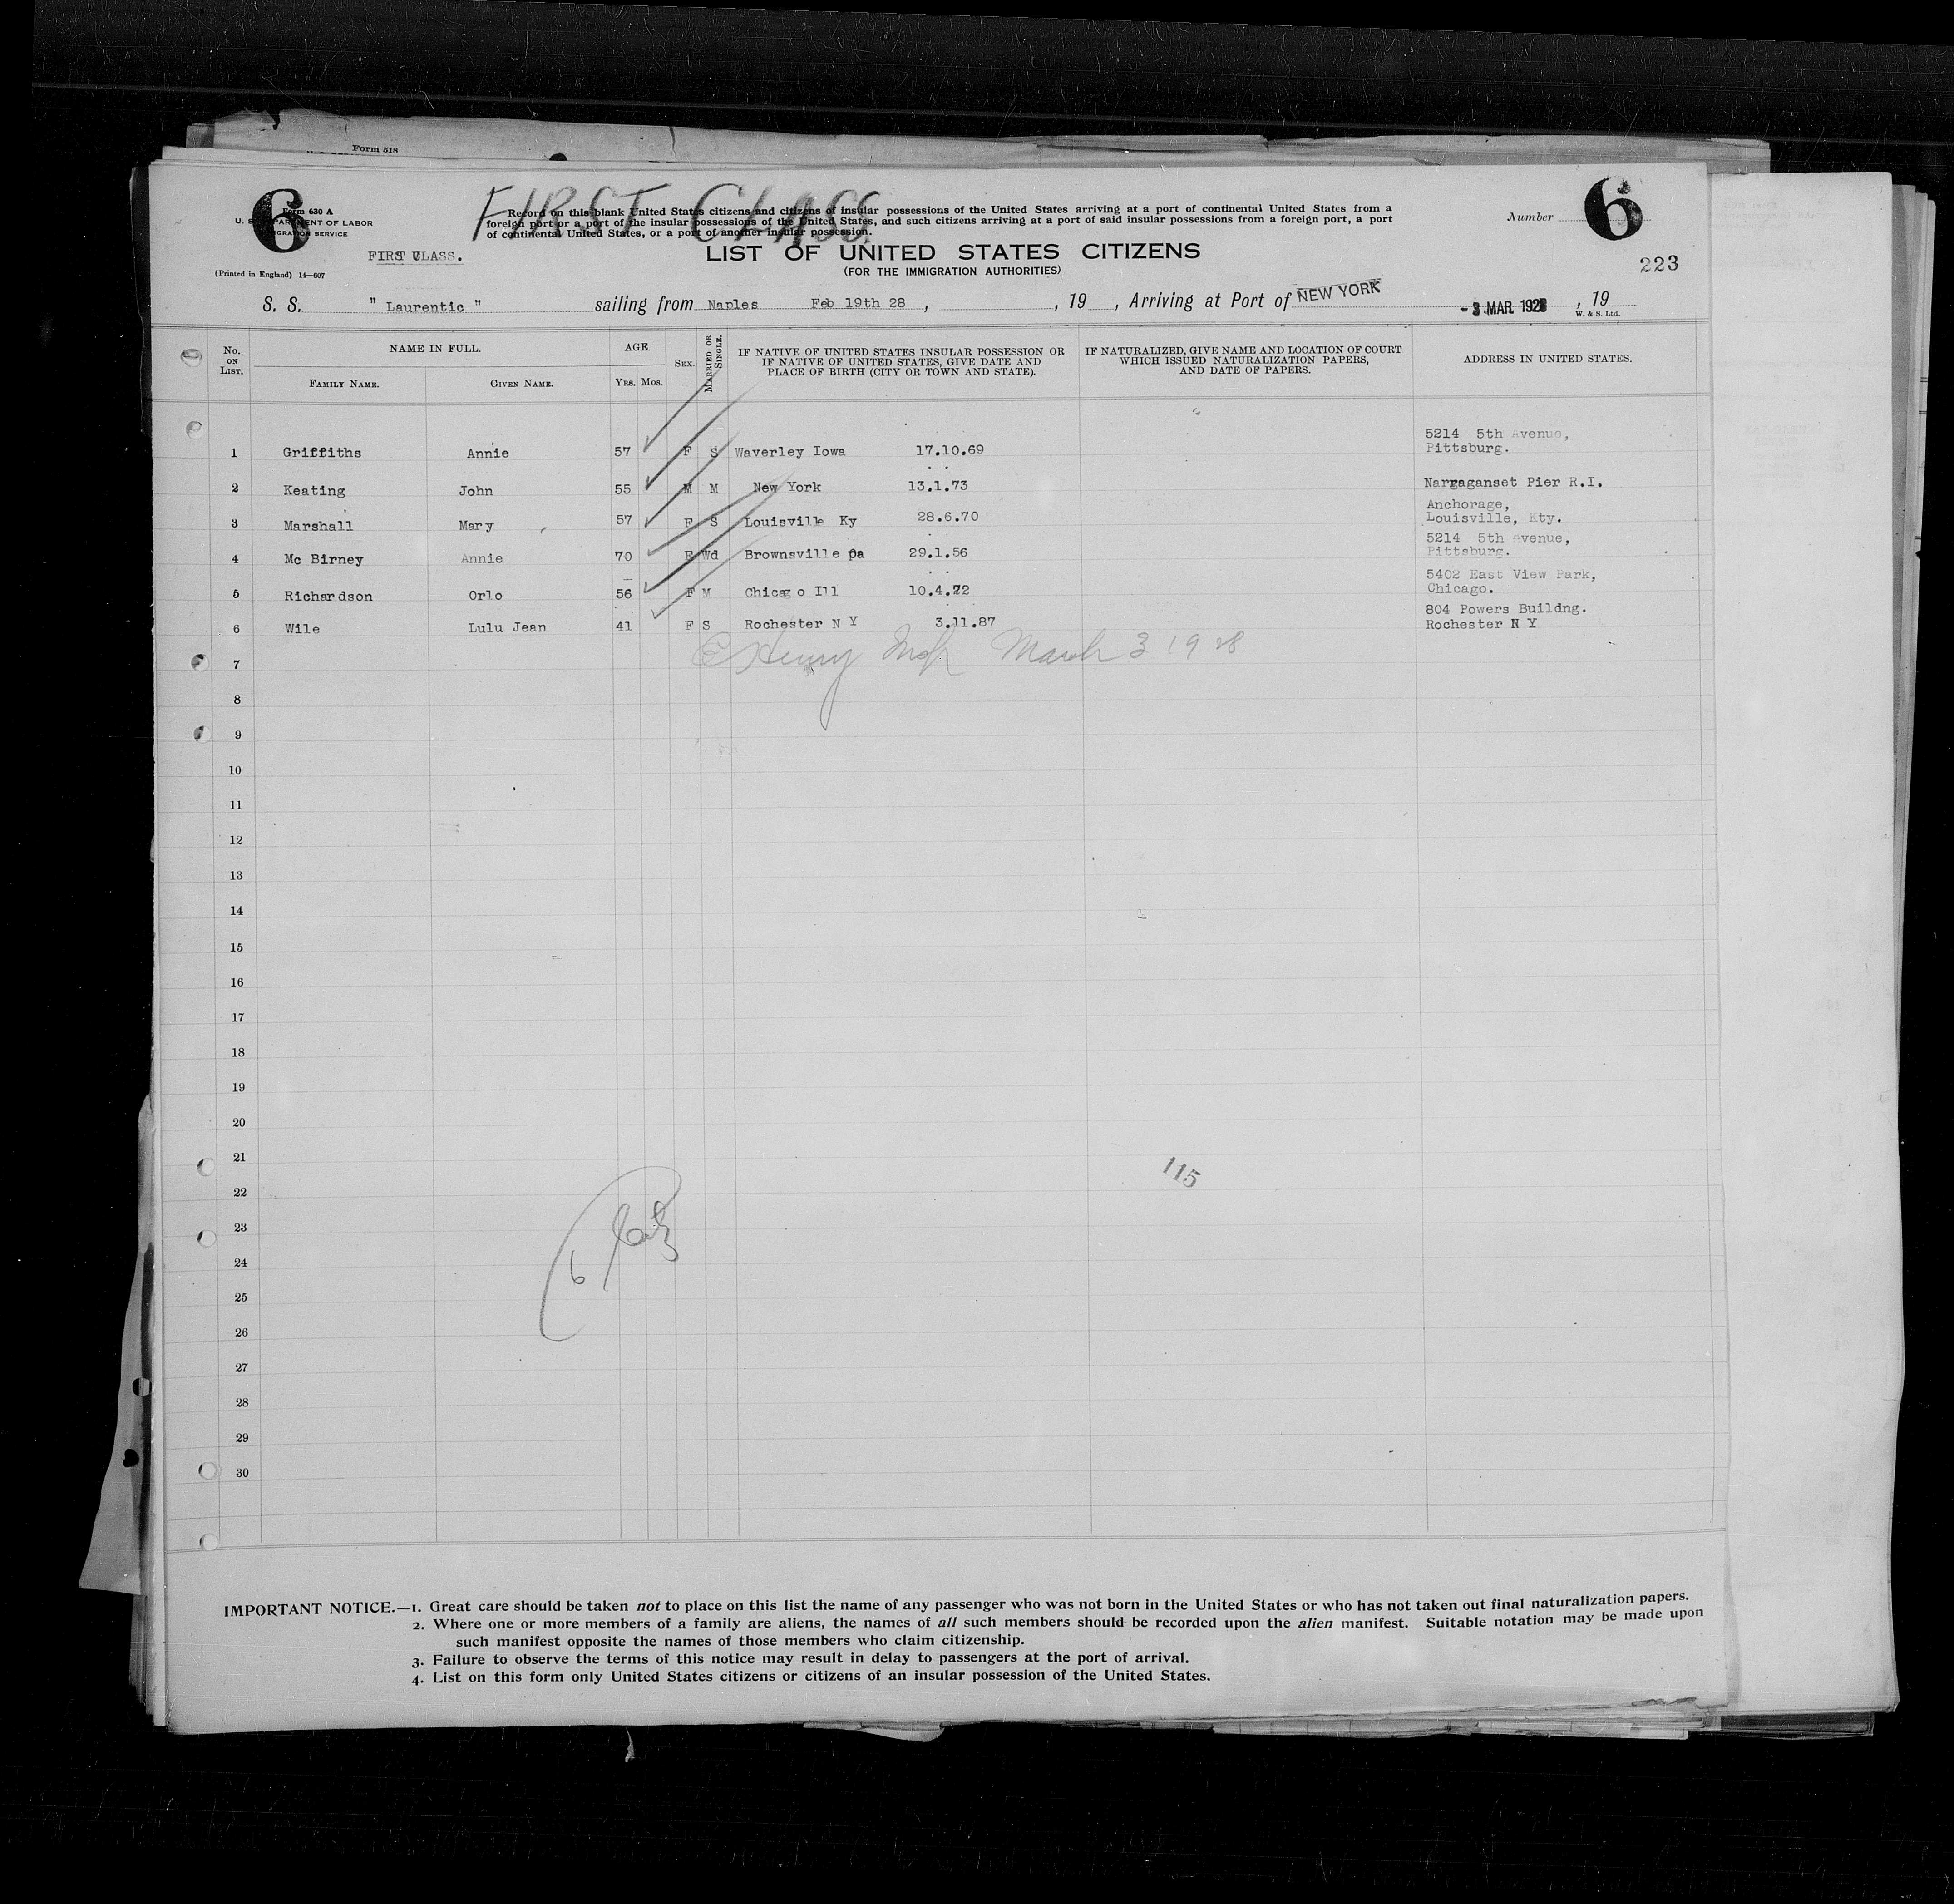 Form 518
6
FIRST CLASS
6
Form 630 A
U. S. DEPARTMENT OF LABOR
IMMIGRATION SERVICE
Record on this blank United States citizens and citizens of insular possessions of the United States arriving at a port of continental United States from a
foreign port or a port of the insular possessions of the United States, and such citizens arriving at a port of said insular possessions from a foreign port, a port
of continental United States, or a port of another insular possession.
Number
FIRST CLASS.
LIST OF UNITED STATES CITIZENS
(FOR THE IMMIGRATION AUTHORITIES)
223
(Printed in England) 14—607
S. S. " Laurentic " sailing from Naples Feb 19th 28 , , 19 , Arriving at Port of NEW YORK - 3 MAR 1928 , 19
W. & S. Ltd.
No. ON LIST. NAME IN FULL. AGE. SEX. MARRIED OR SINGLE. IF NATIVE OF UNITED STATES INSULAR POSSESSION OR IF NATIVE OF UNITED STATES, GIVE DATE AND PLACE OF BIRTH (CITY OR TOWN AND STATE). IF NATURALIZED, GIVE NAME AND LOCATION OF COURT WHICH ISSUED NATURALIZATION PAPERS, AND DATE OF PAPERS. ADDRESS IN UNITED STATES.
FAMILY NAME. GIVEN NAME. YRS. MOS.
1 Griffiths Annie 57 F S Waverley Iowa 17.10.69 5214 5th Avenue, Pittsburg.
2 Keating John 55 M M New York 13.1.73 Nargaganset Pier R.I.
3 Marshall Mary 57 F S Louisville Ky 28.6.70 Anchorage, Louisville, Kty.
4 Mc Birney Annie 70 F Wd Brownsville pa 29.1.56 5214 5th avenue, Pittsburg.
5 Richardson Orlo 56 F M Chicago Ill 10.4.72 5402 East View Park, Chicago.
6 Wile Lulu Jean 41 F S Rochester N Y 3.11.87 804 Powers Buildng. Rochester N Y
E Henry Insp March 3 1928
7
8
9
10
11
12
13
14
15
16
17
18
19
20
21
115
22
23
24
6
25
26
27
28
29
30
IMPORTANT NOTICE.—1. Great care should be taken not to place on this list the name of any passenger who was not born in the United States or who has not taken out final naturalization papers.
2. Where one or more members of a family are aliens, the names of all such members should be recorded upon the alien manifest. Suitable notation may be made upon
such manifest opposite the names of those members who claim citizenship.
3. Failure to observe the terms of this notice may result in delay to passengers at the port of arrival.
4. List on this form only United States citizens or citizens of an insular possession of the United States.